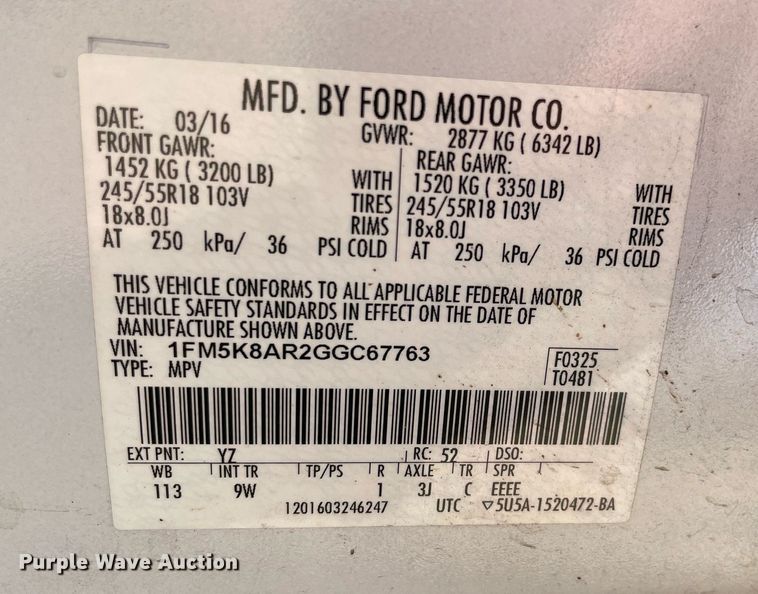 MFD. BY FORD MOTOR CO.
DATE: 03/16 GVWR: 2877 KG ( 6342 LB)
FRONT GAWR: REAR GAWR:
1452 KG ( 3200 LB) WITH 1520 KG ( 3350 LB) WITH
245/55R18 103V TIRES 245/55R18 103V TIRES
18x8.0J RIMS 18x8.0J RIMS
AT 250 kPa/ 36 PSI COLD AT 250 kPa/ 36 PSI COLD
THIS VEHICLE CONFORMS TO ALL APPLICABLE FEDERAL MOTOR
VEHICLE SAFETY STANDARDS IN EFFECT ON THE DATE OF
MANUFACTURE SHOWN ABOVE.
VIN: 1FM5K8AR2GGC67763 F0325
TYPE: MPV T0481
EXT PNT: YZ RC: 52 DSO:
WB INT TR TP/PS R AXLE TR SPR
113 9W 1 3J C EEEE
1201603246247 UTC ▽5U5A-1520472-BA
Purple Wave Auction